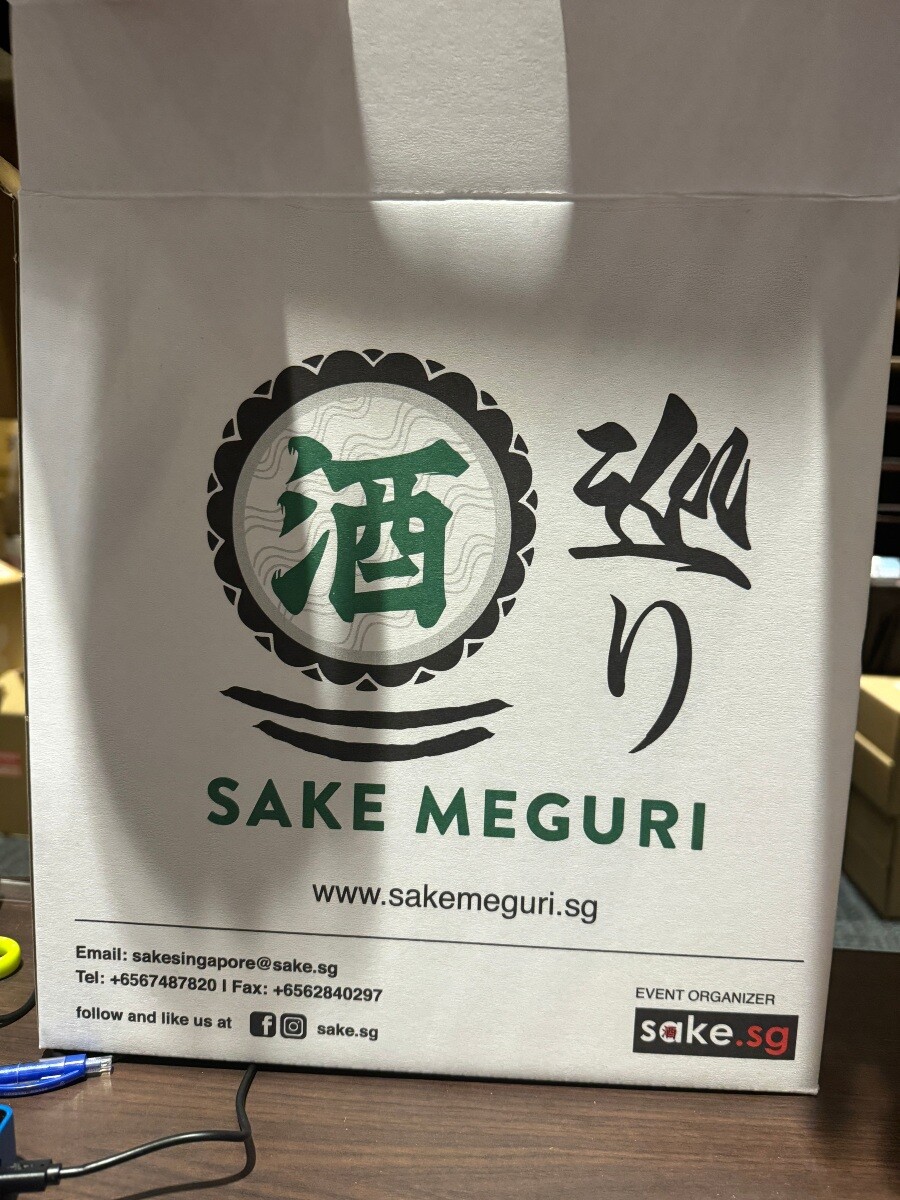 酒
巡り
SAKE MEGURI
www.sakemeguri.sg
Email: sakesingapore@sake.sg
Tel: +6567487820 I Fax: +6562840297
follow and like us at sake.sg
EVENT ORGANIZER
sake.sg